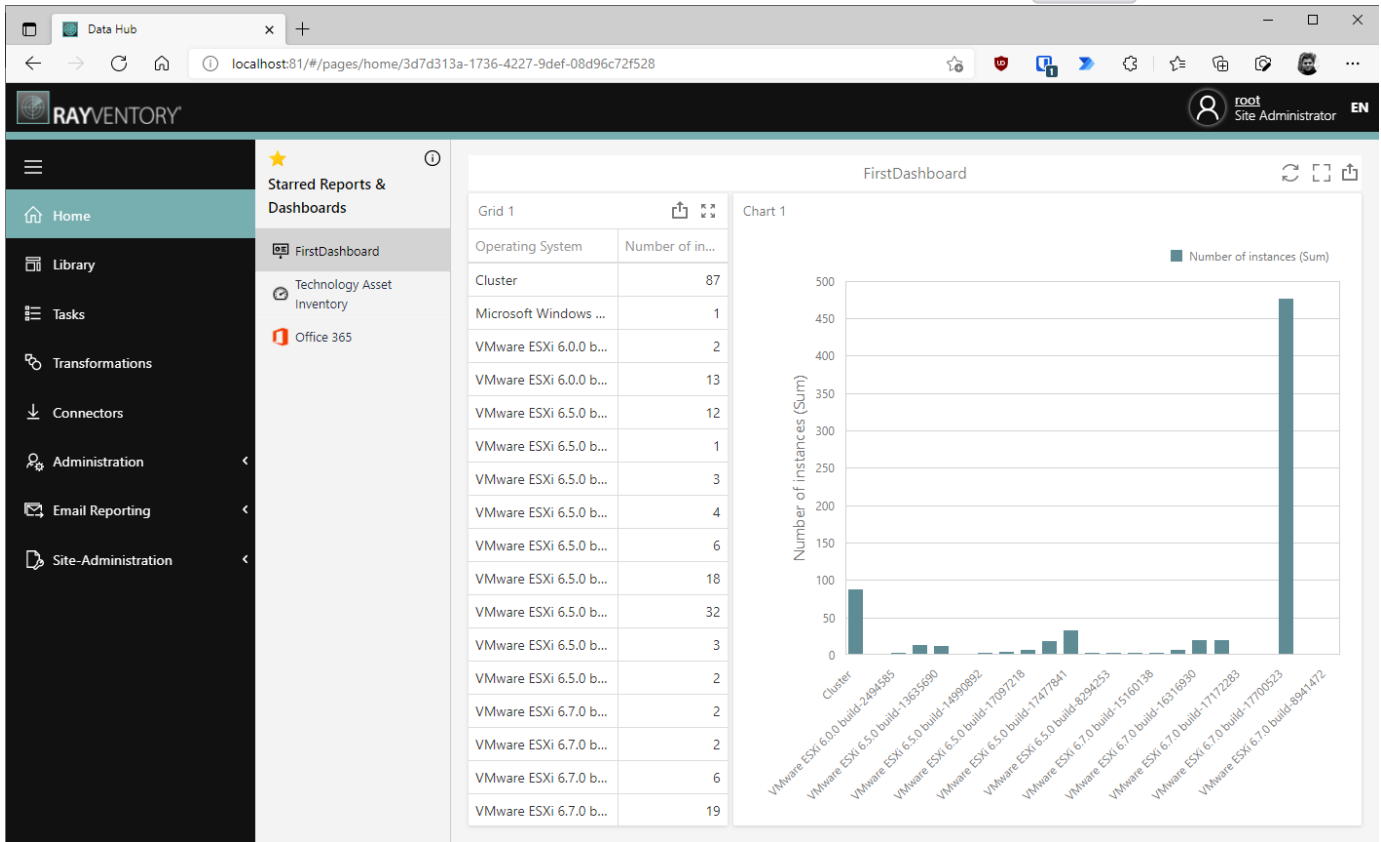 Data Hub
localhost:81/#/pages/home/3d7d313a-1736-4227-9def-08d96c72f528
1
RAYVENTORY
root
Site Administrator
EN
Home
Library
Tasks
Transformations
Connectors
Administration
Email Reporting
Site-Administration
Starred Reports &
Dashboards
FirstDashboard
Technology Asset
Inventory
Office 365
FirstDashboard
Grid 1
Operating System Number of in...
Cluster 87
Microsoft Windows ... 1
VMware ESXi 6.0.0 b... 2
VMware ESXi 6.0.0 b... 13
VMware ESXi 6.5.0 b... 12
VMware ESXi 6.5.0 b... 1
VMware ESXi 6.5.0 b... 3
VMware ESXi 6.5.0 b... 4
VMware ESXi 6.5.0 b... 6
VMware ESXi 6.5.0 b... 18
VMware ESXi 6.5.0 b... 32
VMware ESXi 6.5.0 b... 3
VMware ESXi 6.5.0 b... 2
VMware ESXi 6.7.0 b... 2
VMware ESXi 6.7.0 b... 2
VMware ESXi 6.7.0 b... 6
VMware ESXi 6.7.0 b... 19
Chart 1
Number of instances (Sum)
Number of instances (Sum)
500
450
400
350
300
250
200
150
100
50
0
Cluster
VMware ESXi 6.0.0 build-2494585
VMware ESXi 6.5.0 build-13635690
VMware ESXi 6.5.0 build-14990892
VMware ESXi 6.5.0 build-17097218
VMware ESXi 6.5.0 build-17477841
VMware ESXi 6.5.0 build-8294253
VMware ESXi 6.7.0 build-15160138
VMware ESXi 6.7.0 build-16316930
VMware ESXi 6.7.0 build-17172283
VMware ESXi 6.7.0 build-17700523
VMware ESXi 6.7.0 build-8941472